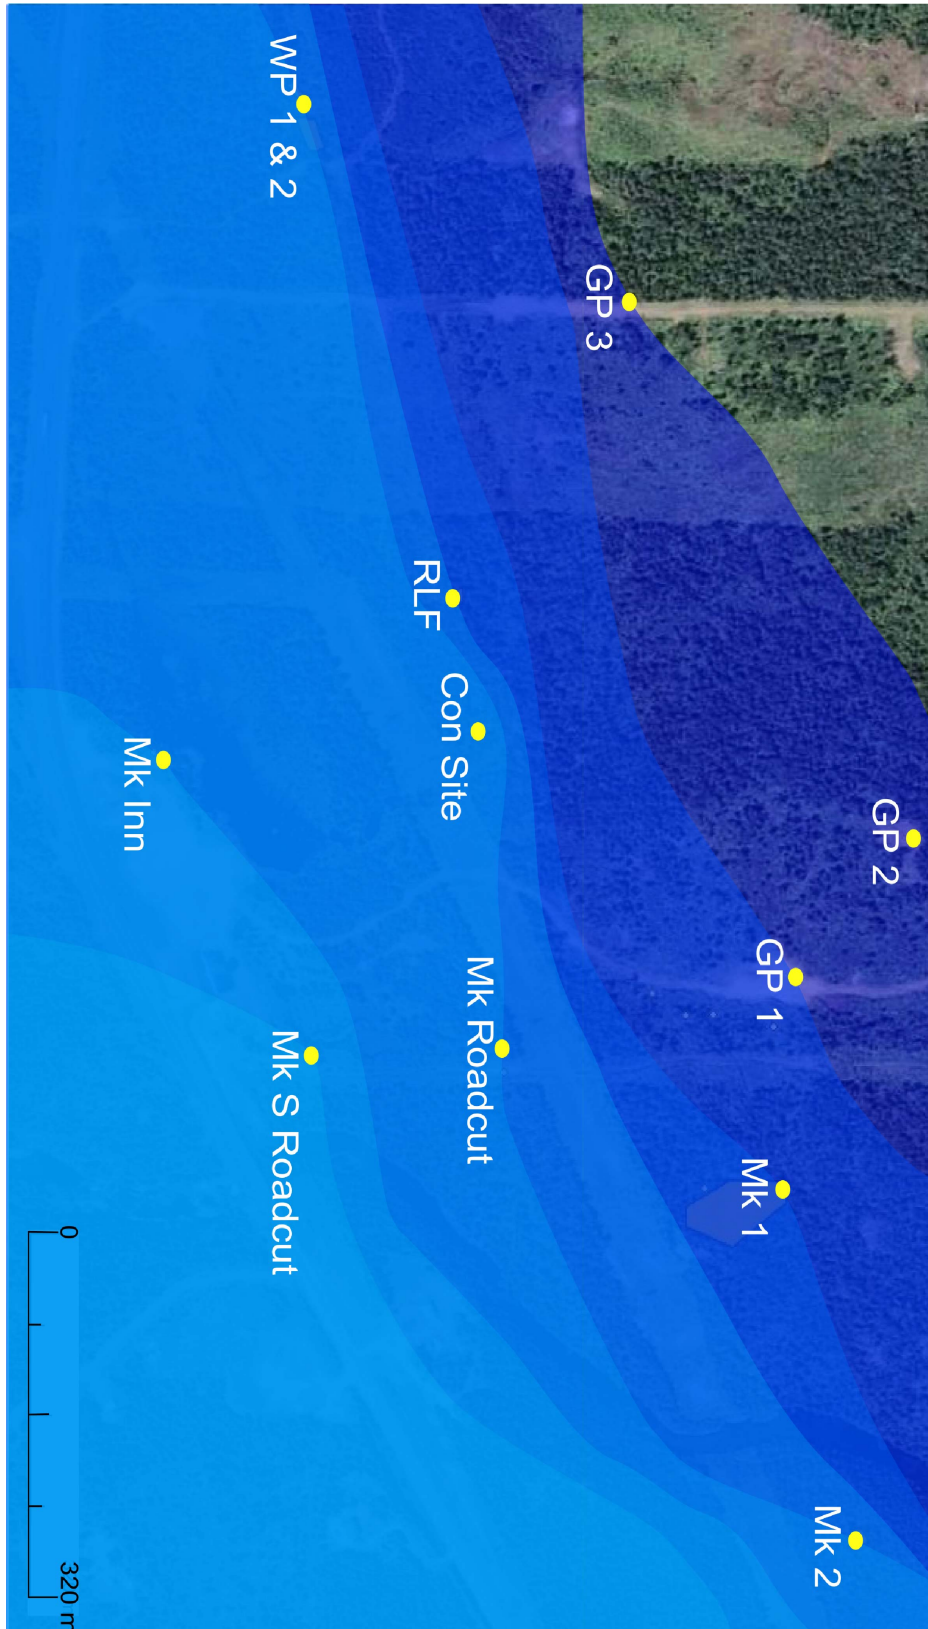 WP 1 & 2
GP 3
RLF
Con Site
Mk Inn
GP 2
GP 1
Mk Roadcut
Mk S Roadcut
Mk 1
Mk 2
0
320 m